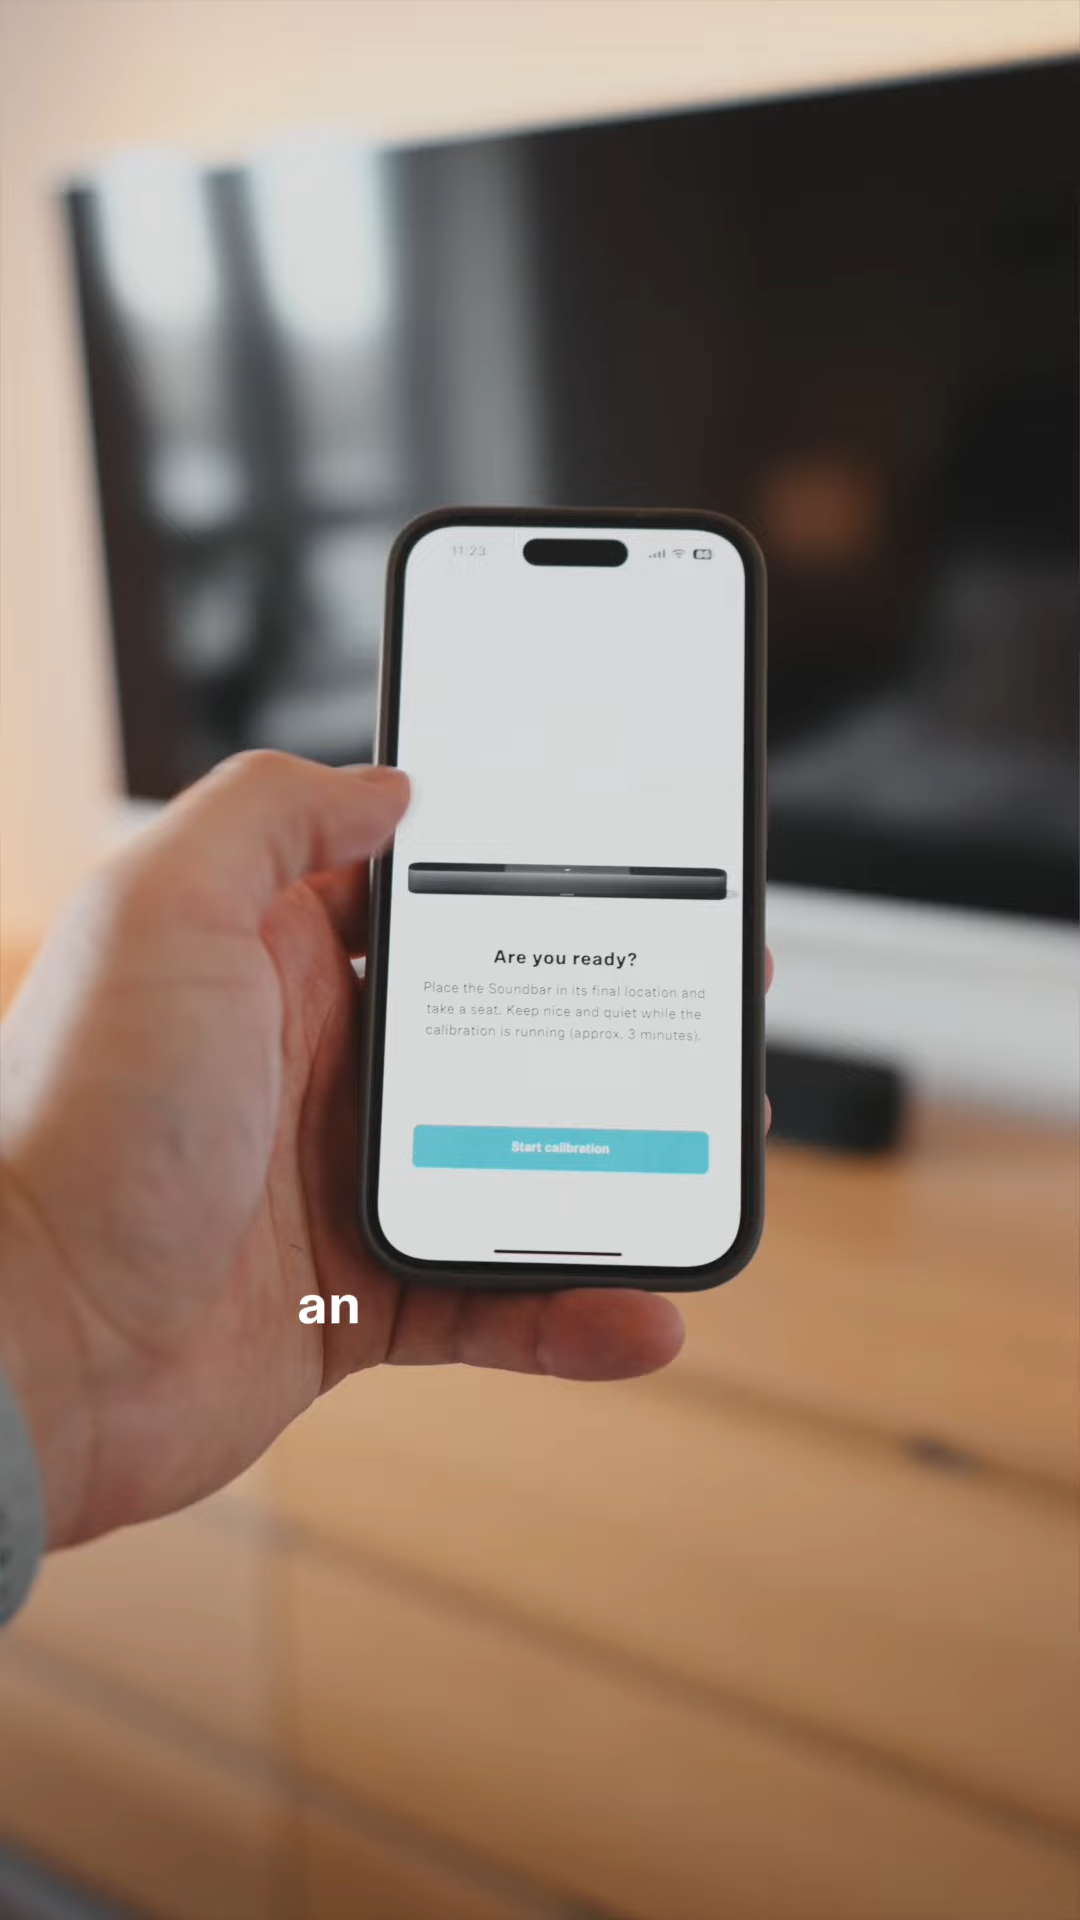 11:23
86
Are you ready?
Place the Soundbar in its final location and
take a seat. Keep nice and quiet while the
calibration is running (approx. 3 minutes).
Start calibration
an